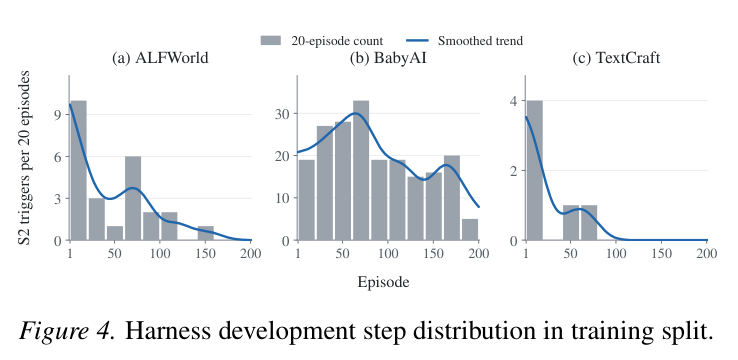 20-episode count Smoothed trend
(a) ALFWorld (b) BabyAI (c) TextCraft
S2 triggers per 20 episodes
9
6
3
0
1 50 100 150 200
30
20
10
0
1 50 100 150 200
4
2
0
1 50 100 150 200
Episode
Figure 4. Harness development step distribution in training split.